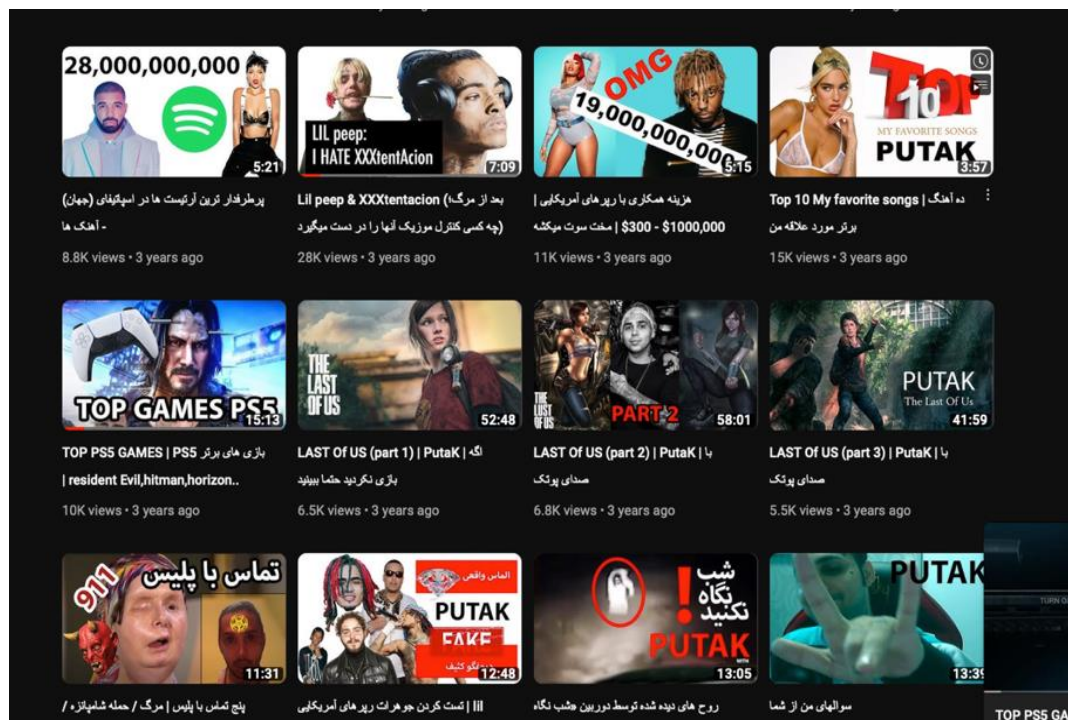 28,000,000,000
5:21
LIL peep:
I HATE XXXtentAcion
7:09
OMG
19,000,000,000
5:15
TOP
10
MY FAVORITE SONGS
PUTAK
3:57
پرطرفدار ترین آرتیست ها در اسپاتیفای (جهان)
- آهنگ ها
8.8K views • 3 years ago
Lil peep & XXXtentacion (بعد از مرگ؛
چه کسی کنترل موزیک آنها را در دست میگیرد)
28K views • 3 years ago
هزینه همکاری با رپر های آمریکایی |
$300 - $1000,000 | مخت سوت میکشه
11K views • 3 years ago
Top 10 My favorite songs | ده آهنگ
برتر مورد علاقه من
15K views • 3 years ago
TOP GAMES PS5
15:13
THE
LAST
OF US
52:48
THE
LUST
OF US
PART 2
58:01
PUTAK
The Last Of Us
41:59
TOP PS5 GAMES | PS5 بازی های برتر
| resident Evil,hitman,horizon..
10K views • 3 years ago
LAST Of US (part 1) | PutaK | اگه
بازی نکردید حتما ببینید
6.5K views • 3 years ago
LAST Of US (part 2) | PutaK | با
صدای پوتک
6.8K views • 3 years ago
LAST Of US (part 3) | PutaK | با
صدای پوتک
5.5K views • 3 years ago
تماس با پلیس
911
11:31
الماس واقعی
PUTAK
FAKE
کثیف
12:48
شب
نگاه
نکنید
!
PUTAK
13:05
PUTAK
13:39
TURN
پنج تماس با پلیس | مرگ / حمله شامپانزه /
تست کردن جوهرات رپر های آمریکایی | lil
روح های دیده شده توسط دوربین «شب نگاه
سوالهای من از شما
TOP PS5 GA